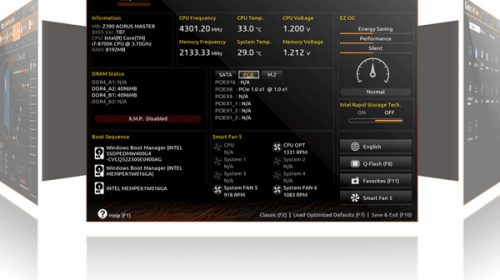 Information
MB: Z390 AORUS MASTER
BIOS Ver. T87
CPU: Intel(R) Core(TM)
i7-8700K CPU @ 3.70GHz
RAM: 8192MB
CPU Frequency
4301.20 MHz
CPU Temp.
33.0 °C
CPU Voltage
1.200 V
Memory Frequency
2133.33 MHz
System Temp.
29.0 °C
Memory Voltage
1.212 V
EZ OC
Energy Saving
Performance
Silent
Normal
DRAM Status
DDR4_A1: N/A
DDR4_A2: 4096MB
DDR4_B1: N/A
DDR4_B2: 4096MB
X.M.P. Disabled
SATA PCIE M.2
PCIEX16 : N/A
PCIEX8 : PCIe 1.0 x1 @ 1.0 x1
PCIEX4 : N/A
PCIEX1_1 : N/A
PCIEX1_2 : N/A
PCIEX1_3 : N/A
Intel Rapid Storage Tech.
ON OFF
Boot Sequence
Windows Boot Manager (INTEL
SSDPED1W400G4
Windows Boot Manager (INTEL
MEMPEK1W016GA)
INTEL MEMPEK1W016GA
Smart Fan 5
CPU
N/A
CPU OPT
1331 RPM
System 1
N/A
System 2
N/A
System 3
N/A
System 4
N/A
System FAN 5
918 RPM
System FAN 6
1083 RPM
English
Q-Flash (F8)
Favorites (F11)
Smart Fan 5
Help (F1)
Classic (F2) | Load Optimized Defaults (F7) | Save & Exit (F10)